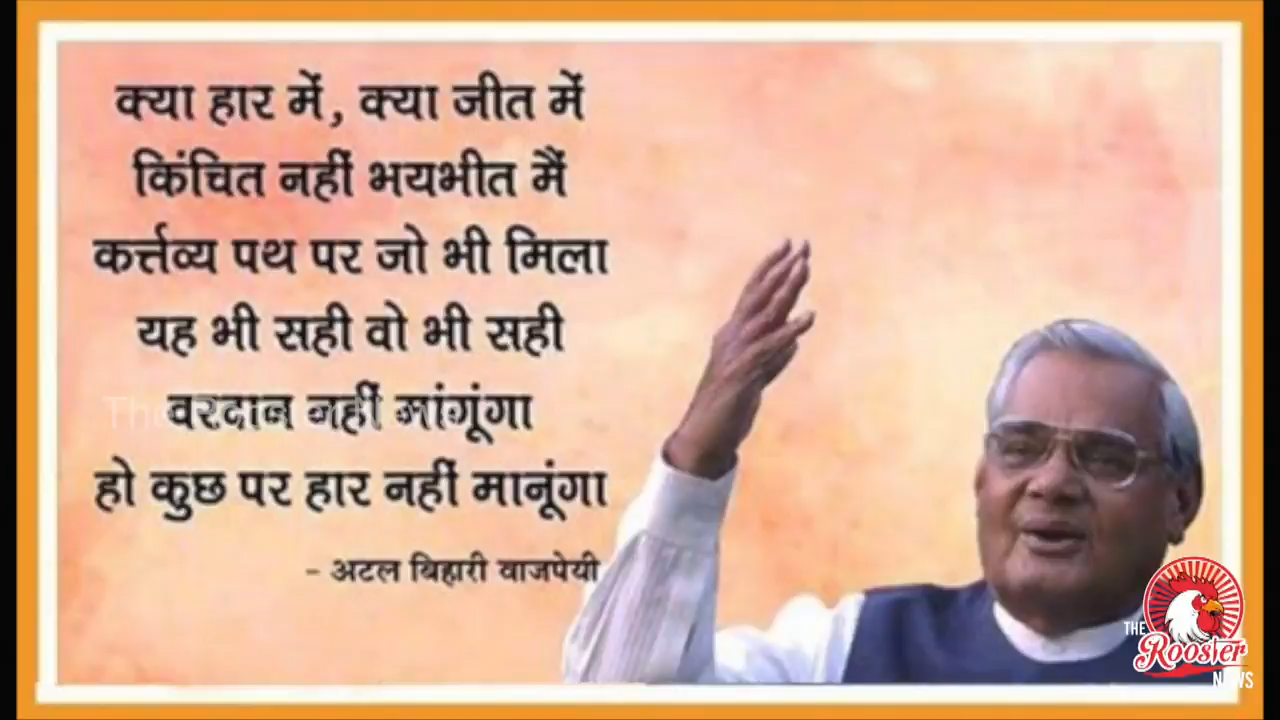 क्या हार में, क्या जीत में
किंचित नहीं भयभीत मैं
कर्त्तव्य पथ पर जो भी मिला
यह भी सही वो भी सही
वरदान नहीं मांगूंगा
हो कुछ पर हार नहीं मानूंगा
- अटल बिहारी वाजपेयी
THE
Rooster
NEWS